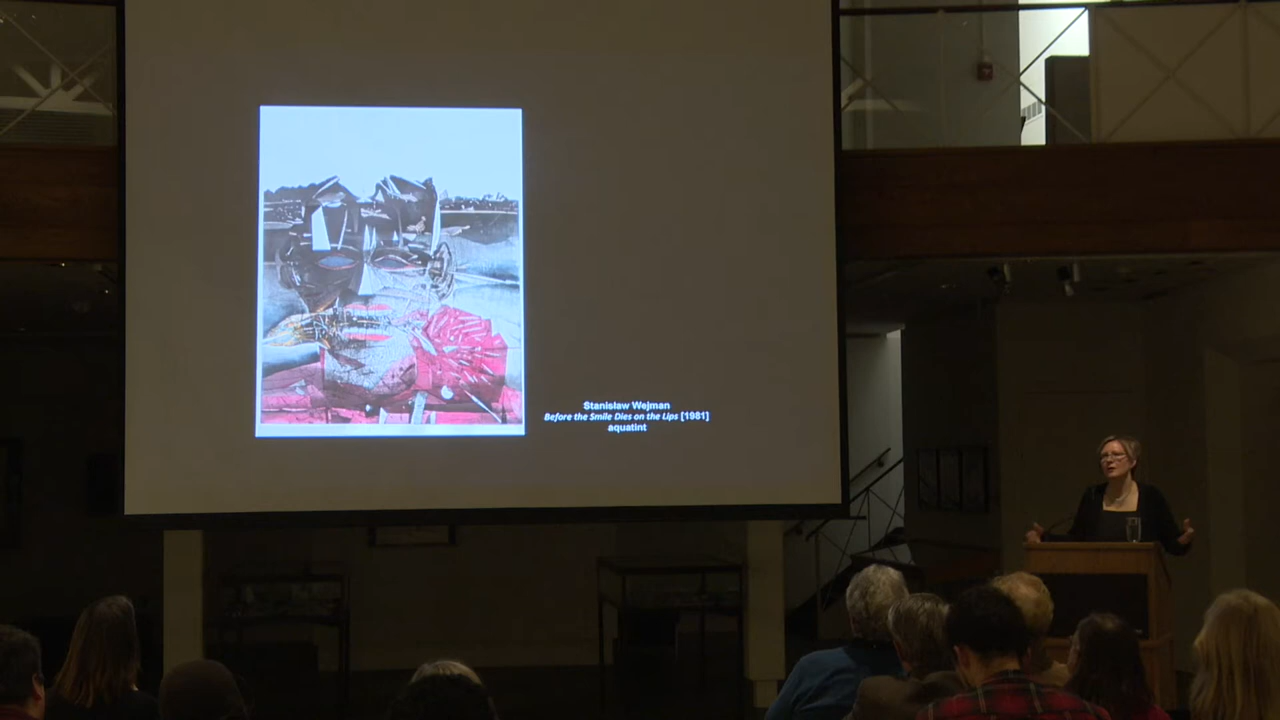 Stanislaw Wejman
Before the Smile Dies on the Lips [1981]
aquatint